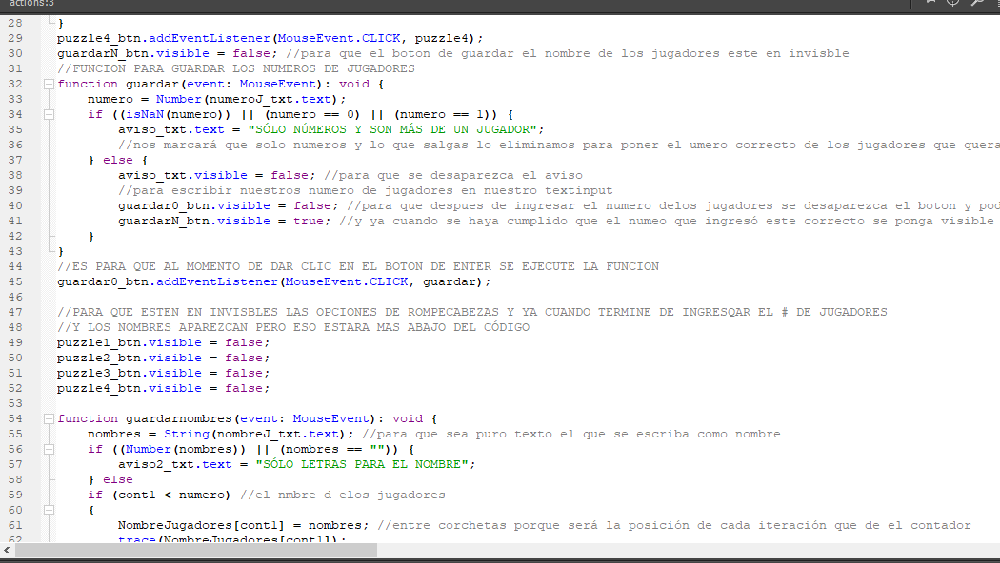 actions:3
28 }
29 puzzle4_btn.addEventListener(MouseEvent.CLICK, puzzle4);
30 guardarN_btn.visible = false; //para que el boton de guardar el nombre de los jugadores este en invisble
31 //FUNCION PARA GUARDAR LOS NUMEROS DE JUGADORES
32 function guardar(event: MouseEvent): void {
33 numero = Number(numeroJ_txt.text);
34 if ((isNaN(numero)) || (numero == 0) || (numero == 1)) {
35 aviso_txt.text = "SÓLO NÚMEROS Y SON MÁS DE UN JUGADOR";
36 //nos marcará que solo numeros y lo que salgas lo eliminamos para poner el umero correcto de los jugadores que quera
37 } else {
38 aviso_txt.visible = false; //para que se desaparezca el aviso
39 //para escribir nuestros numero de jugadores en nuestro textinput
40 guardar0_btn.visible = false; //para que despues de ingresar el numero delos jugadores se desaparezca el boton y pod
41 guardarN_btn.visible = true; //y ya cuando se haya cumplido que el numeo que ingresó este correcto se ponga visible
42 }
43 }
44 //ES PARA QUE AL MOMENTO DE DAR CLIC EN EL BOTON DE ENTER SE EJECUTE LA FUNCION
45 guardar0_btn.addEventListener(MouseEvent.CLICK, guardar);
46
47 //PARA QUE ESTEN EN INVISBLES LAS OPCIONES DE ROMPECABEZAS Y YA CUANDO TERMINE DE INGRESQAR EL # DE JUGADORES
48 //Y LOS NOMBRES APAREZCAN PERO ESO ESTARA MAS ABAJO DEL CÓDIGO
49 puzzle1_btn.visible = false;
50 puzzle2_btn.visible = false;
51 puzzle3_btn.visible = false;
52 puzzle4_btn.visible = false;
53
54 function guardarnombres(event: MouseEvent): void {
55 nombres = String(nombreJ_txt.text); //para que sea puro texto el que se escriba como nombre
56 if ((Number(nombres)) || (nombres == "")) {
57 aviso2_txt.text = "SÓLO LETRAS PARA EL NOMBRE";
58 } else
59 if (cont1 < numero) //el nmbre d elos jugadores
60 {
61 NombreJugadores[cont1] = nombres; //entre corchetas porque será la posición de cada iteración que de el contador
62 trace(NombreJugadores[cont1]);